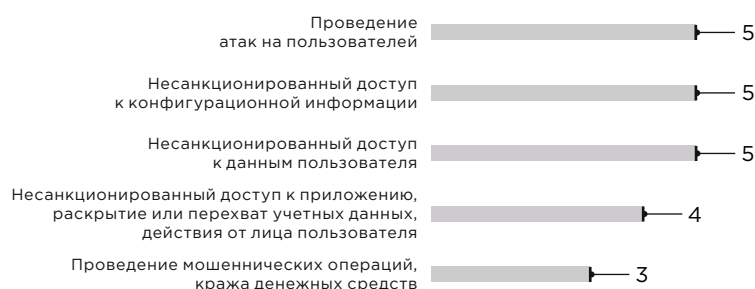 Проведение
атак на пользователей
5
Несанкционированный доступ
к конфигурационной информации
5
Несанкционированный доступ
к данным пользователя
5
Несанкционированный доступ к приложению,
раскрытие или перехват учетных данных,
действия от лица пользователя
4
Проведение мошеннических операций,
кража денежных средств
3